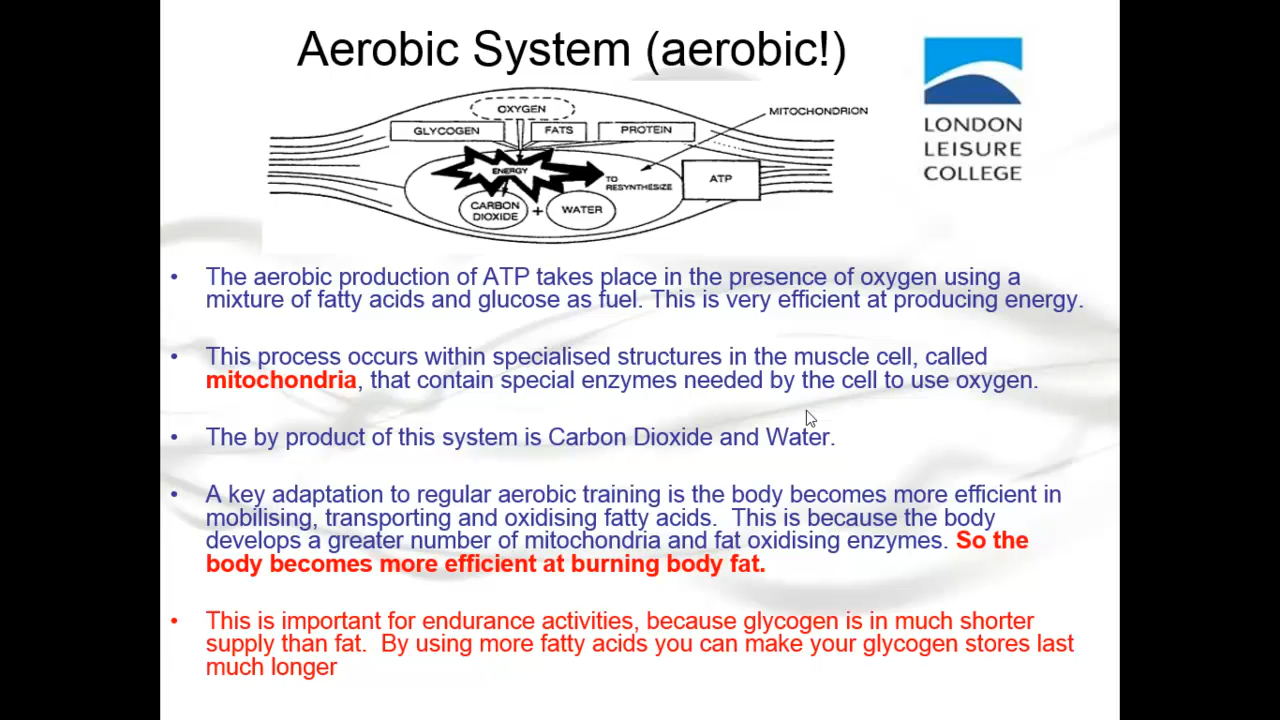 Aerobic System (aerobic!)
LONDON
LEISURE
COLLEGE
OXYGEN
MITOCHONDRION
GLYCOGEN
FATS
PROTEIN
ENERGY
TO
RESYNTHESIZE
ATP
CARBON
DIOXIDE
+
WATER
• The aerobic production of ATP takes place in the presence of oxygen using a
mixture of fatty acids and glucose as fuel. This is very efficient at producing energy.
• This process occurs within specialised structures in the muscle cell, called
mitochondria, that contain special enzymes needed by the cell to use oxygen.
• The by product of this system is Carbon Dioxide and Water.
• A key adaptation to regular aerobic training is the body becomes more efficient in
mobilising, transporting and oxidising fatty acids. This is because the body
develops a greater number of mitochondria and fat oxidising enzymes. So the
body becomes more efficient at burning body fat.
• This is important for endurance activities, because glycogen is in much shorter
supply than fat. By using more fatty acids you can make your glycogen stores last
much longer